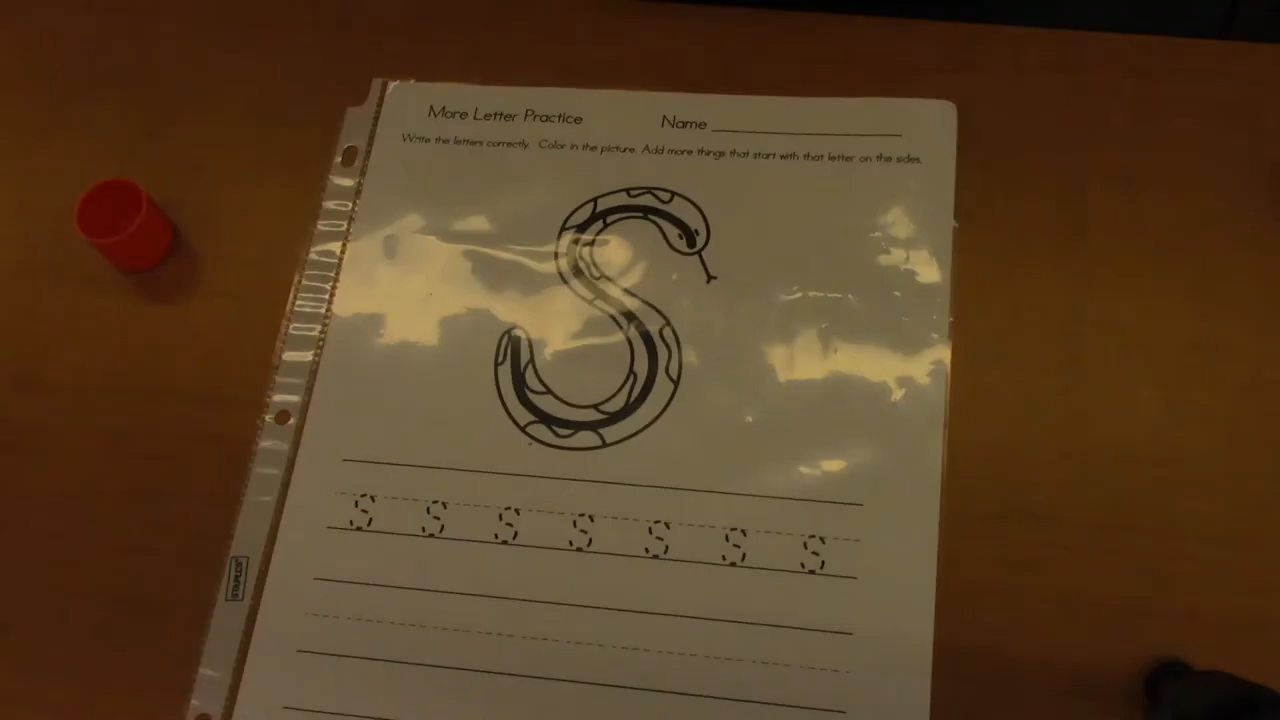 More Letter Practice Name
Write the letters correctly. Color in the picture. Add more things that start with that letter on the sides.
s s s s s s s
STAPLES